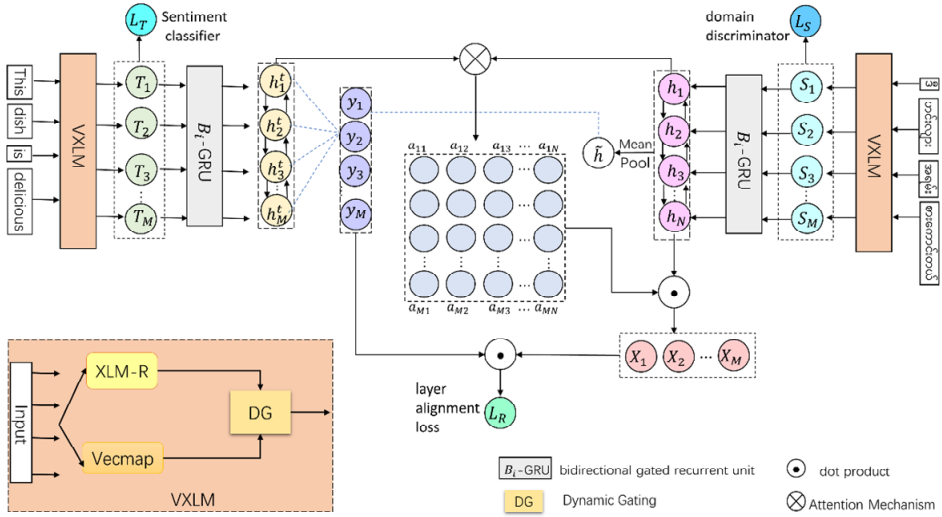 L_T
Sentiment classifier
This
dish
is
delicious
VXLM
T_1
T_2
T_3
T_M
B_i-GRU
h_1^t
h_2^t
h_3^t
h_M^t
y_1
y_2
y_3
y_M
a_11 a_12 a_13 ... a_1N
...
...
...
a_M1 a_M2 a_M3 ... a_MN
h̃
Mean Pool
h_1
h_2
h_3
h_N
B_i-GRU
domain discriminator
L_S
S_1
S_2
S_3
S_M
VXLM
X_1 X_2 ... X_M
layer alignment loss
L_R
Input
XLM-R
Vecmap
DG
VXLM
B_i-GRU bidirectional gated recurrent unit
DG Dynamic Gating
dot product
Attention Mechanism